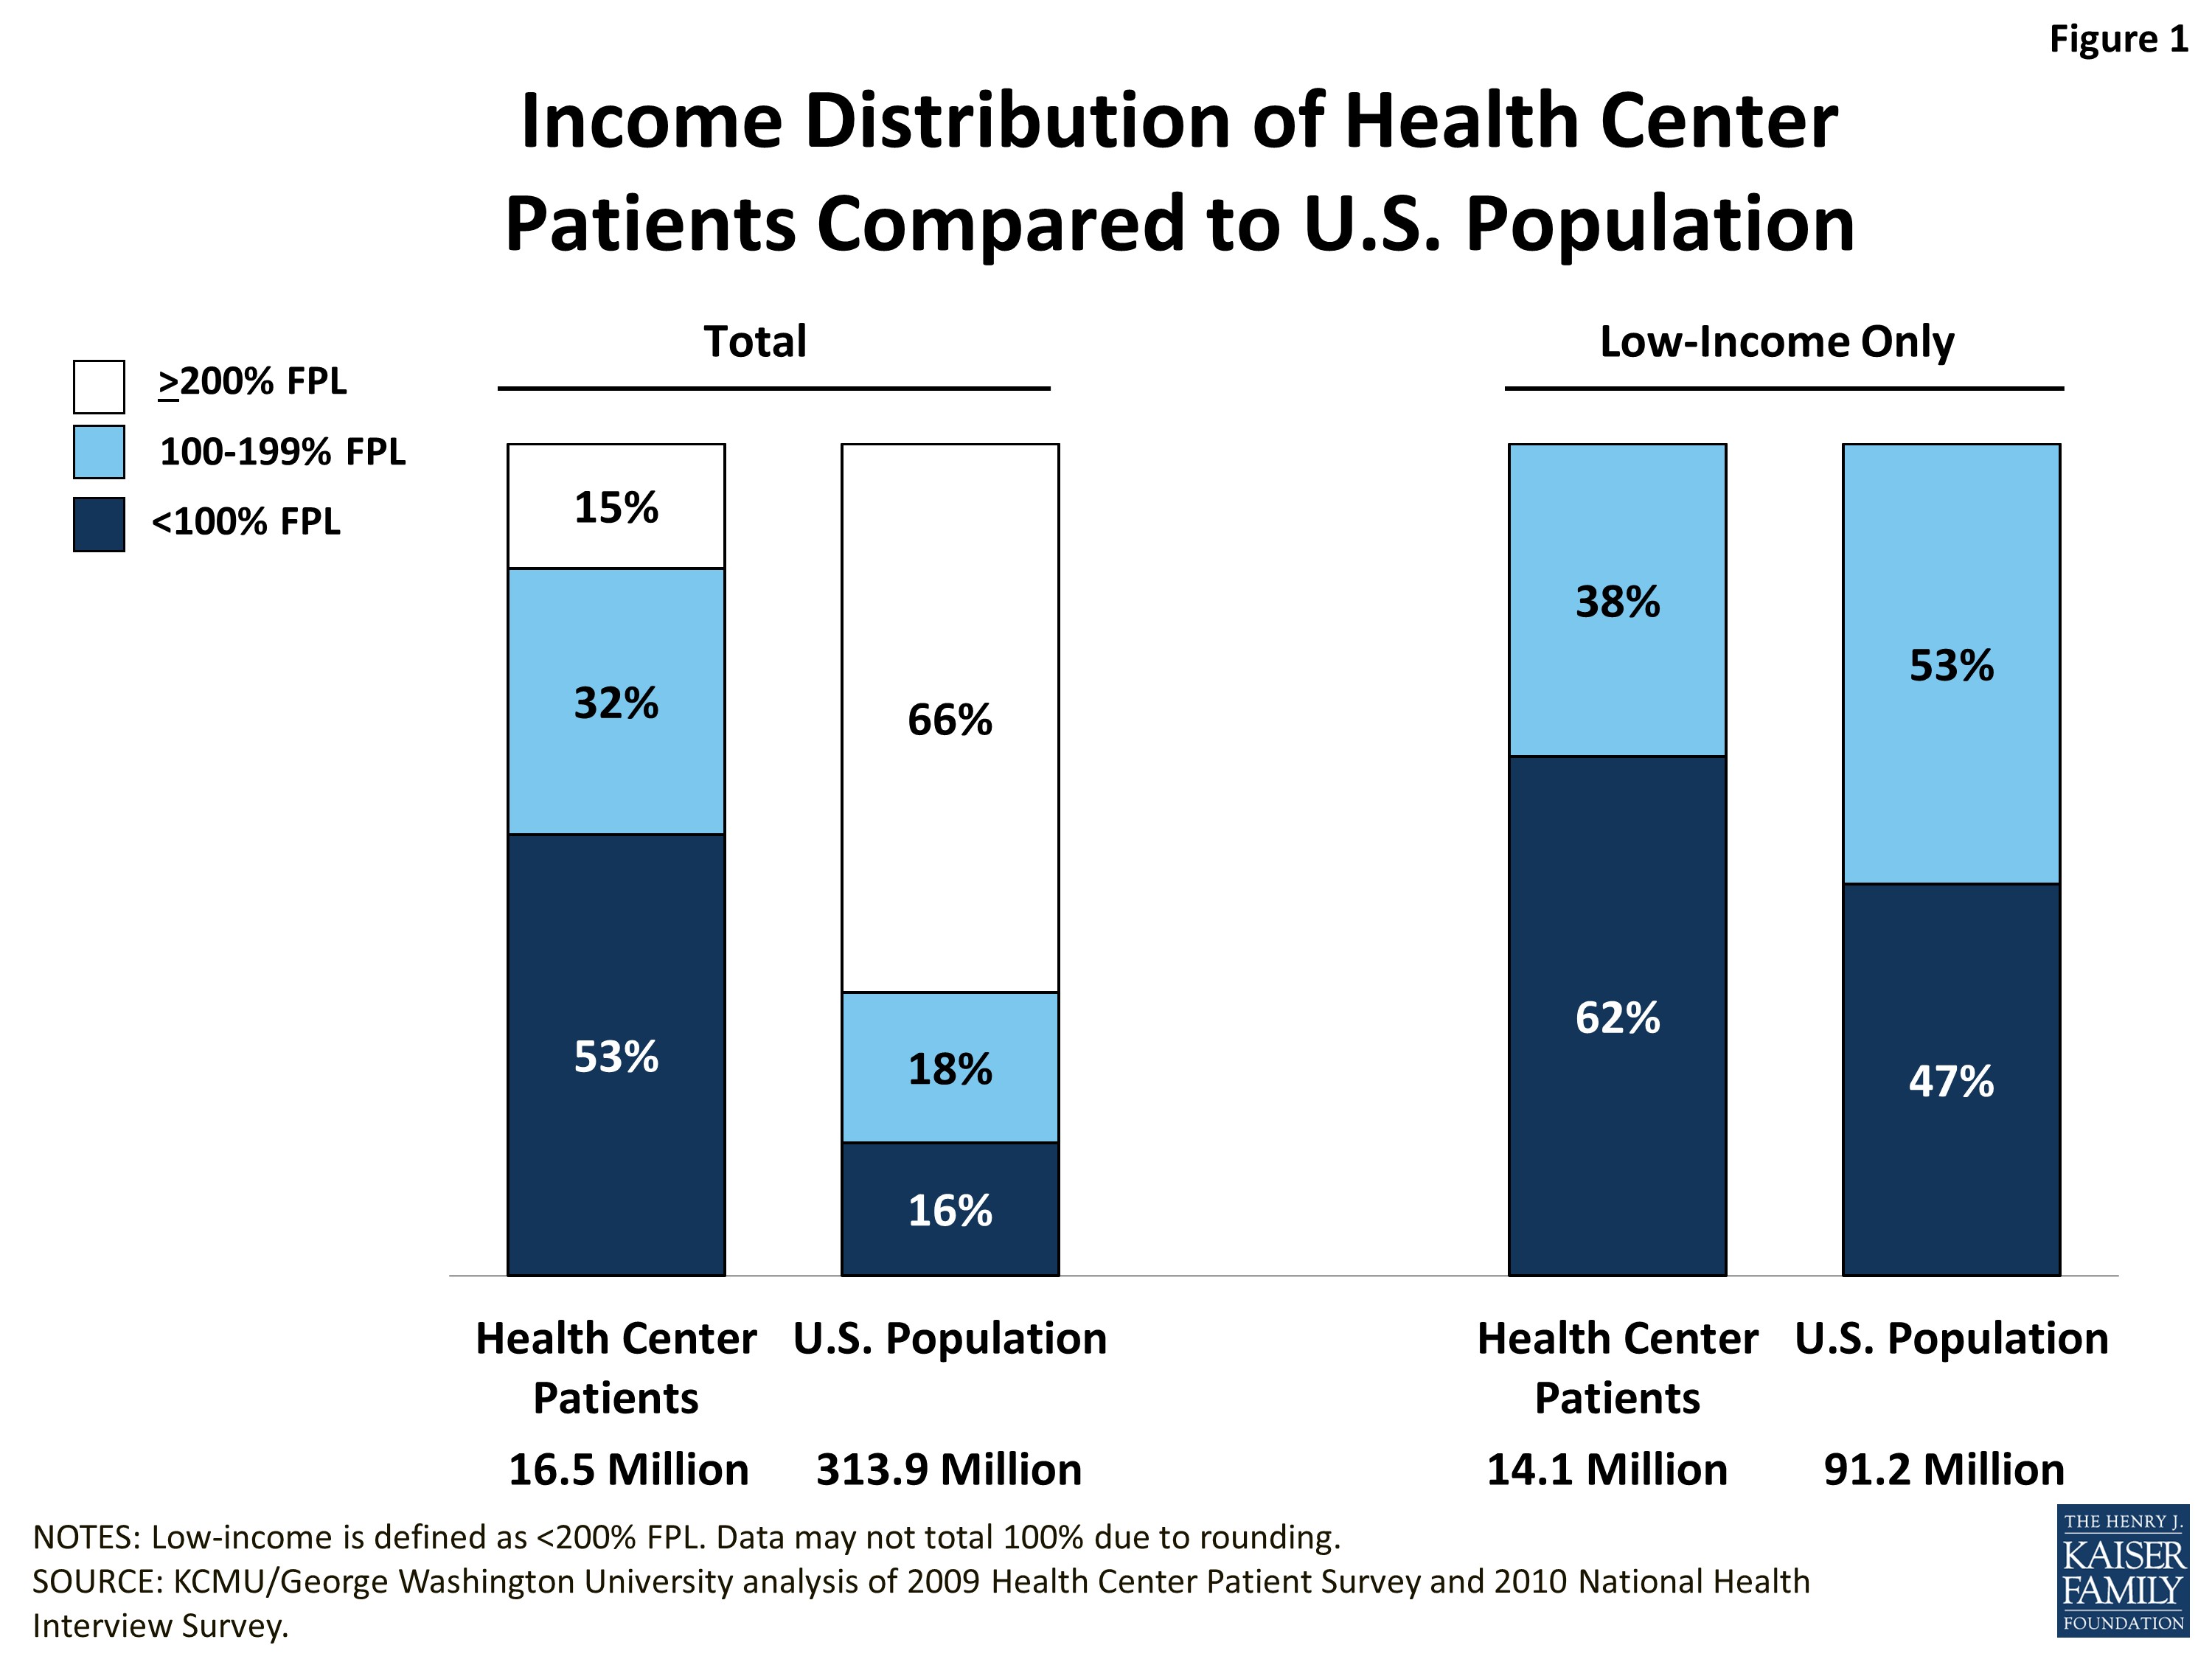 Figure 1
Income Distribution of Health Center
Patients Compared to U.S. Population
Total
Low-Income Only
≥200% FPL
100-199% FPL
<100% FPL
15%
32%
53%
66%
18%
16%
38%
62%
53%
47%
Health Center
Patients
16.5 Million
U.S. Population
313.9 Million
Health Center
Patients
14.1 Million
U.S. Population
91.2 Million
NOTES: Low-income is defined as <200% FPL. Data may not total 100% due to rounding.
SOURCE: KCMU/George Washington University analysis of 2009 Health Center Patient Survey and 2010 National Health
Interview Survey.
THE HENRY J.
KAISER
FAMILY
FOUNDATION